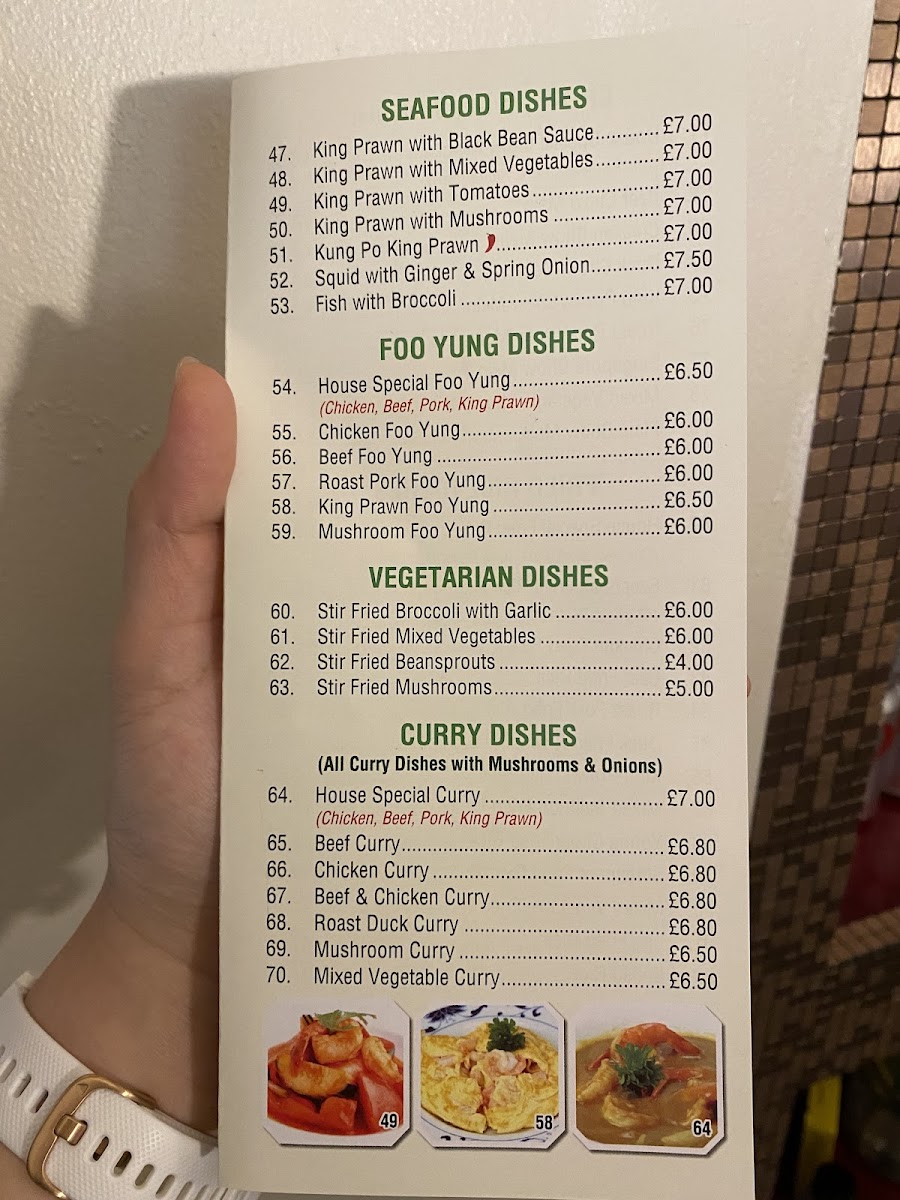 SEAFOOD DISHES
47. King Prawn with Black Bean Sauce............ £7.00
48. King Prawn with Mixed Vegetables............ £7.00
49. King Prawn with Tomatoes........................ £7.00
50. King Prawn with Mushrooms .................... £7.00
51. Kung Po King Prawn .............................. £7.00
52. Squid with Ginger & Spring Onion............. £7.50
53. Fish with Broccoli ..................................... £7.00
FOO YUNG DISHES
54. House Special Foo Yung............................ £6.50
(Chicken, Beef, Pork, King Prawn)
55. Chicken Foo Yung..................................... £6.00
56. Beef Foo Yung .......................................... £6.00
57. Roast Pork Foo Yung................................. £6.00
58. King Prawn Foo Yung ................................ £6.50
59. Mushroom Foo Yung................................. £6.00
VEGETARIAN DISHES
60. Stir Fried Broccoli with Garlic .................... £6.00
61. Stir Fried Mixed Vegetables ....................... £6.00
62. Stir Fried Beansprouts ............................... £4.00
63. Stir Fried Mushrooms................................ £5.00
CURRY DISHES
(All Curry Dishes with Mushrooms & Onions)
64. House Special Curry .................................. £7.00
(Chicken, Beef, Pork, King Prawn)
65. Beef Curry................................................. £6.80
66. Chicken Curry ............................................ £6.80
67. Beef & Chicken Curry................................. £6.80
68. Roast Duck Curry ...................................... £6.80
69. Mushroom Curry ....................................... £6.50
70. Mixed Vegetable Curry............................... £6.50
49 58 64